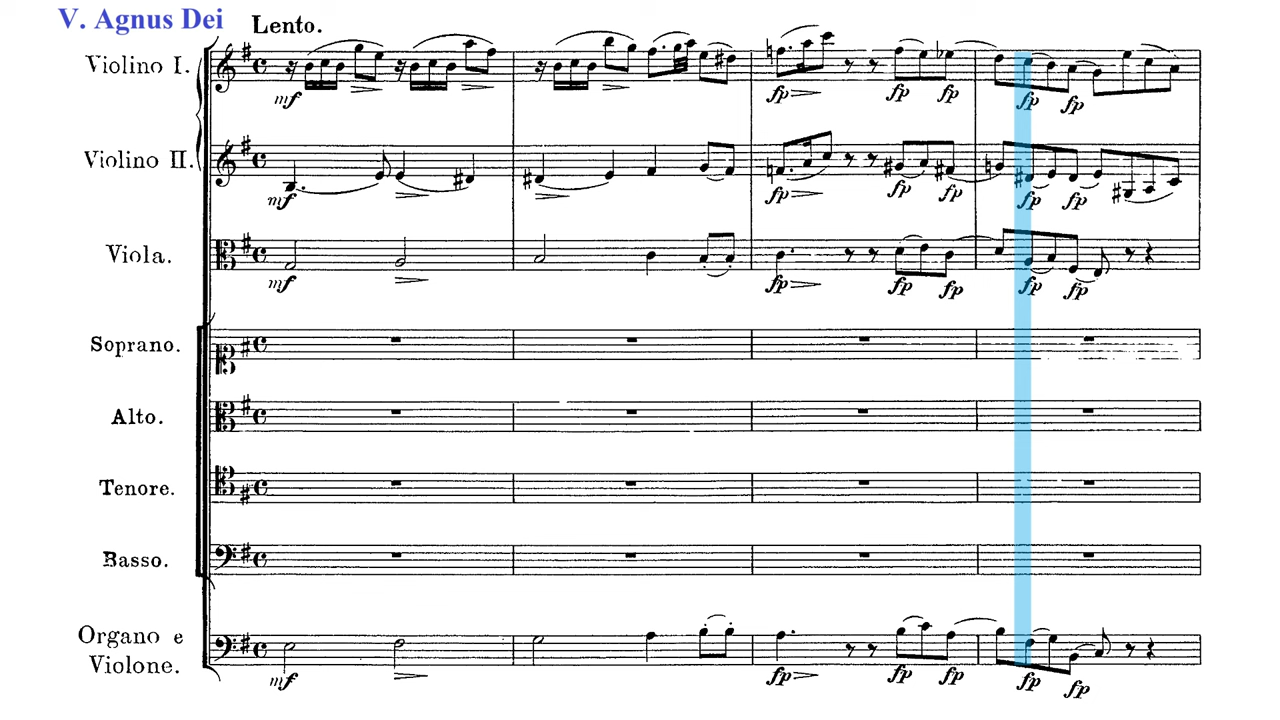 V. Agnus Dei
Lento.
Violino I.
mf
fp fp fp fp fp
Violino II.
mf
fp fp fp fp fp
Viola.
mf
fp fp fp fp fp
Soprano.
Alto.
Tenore.
Basso.
Organo e
Violone.
mf
fp fp fp fp fp